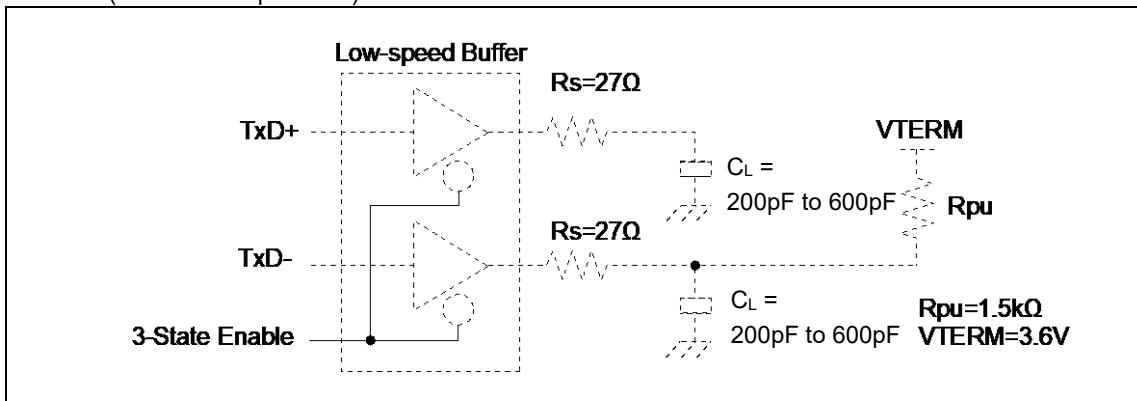 Low-speed Buffer
Rs=27Ω
TxD+
VTERM
CL =
200pF to 600pF
Rpu
Rs=27Ω
TxD-
CL =
200pF to 600pF
Rpu=1.5kΩ
VTERM=3.6V
3-State Enable